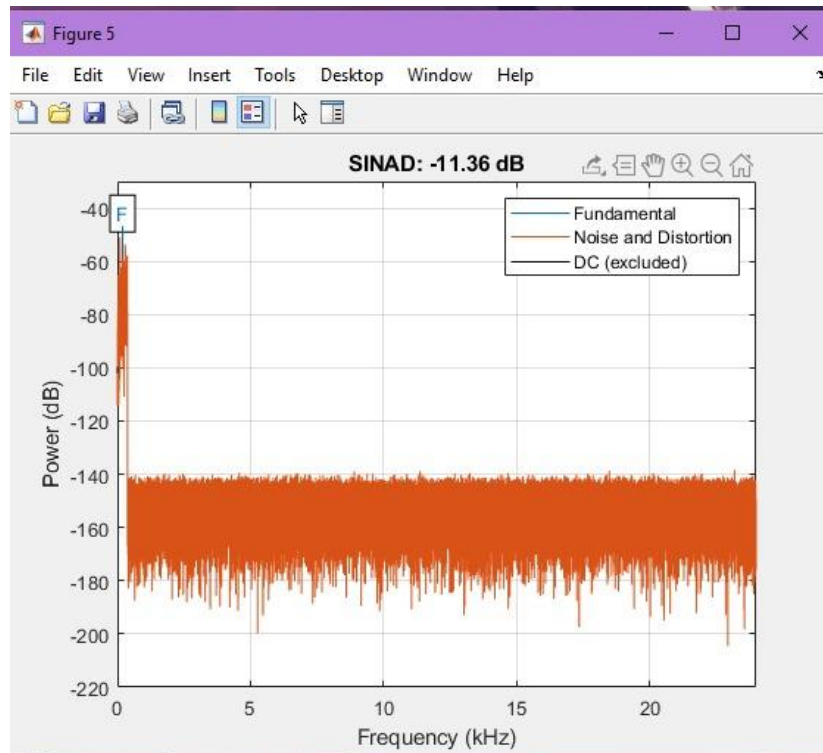 Figure 5
File Edit View Insert Tools Desktop Window Help
SINAD: -11.36 dB
F
Fundamental
Noise and Distortion
DC (excluded)
-40
-60
-80
-100
-120
-140
-160
-180
-200
-220
Power (dB)
0 5 10 15 20
Frequency (kHz)